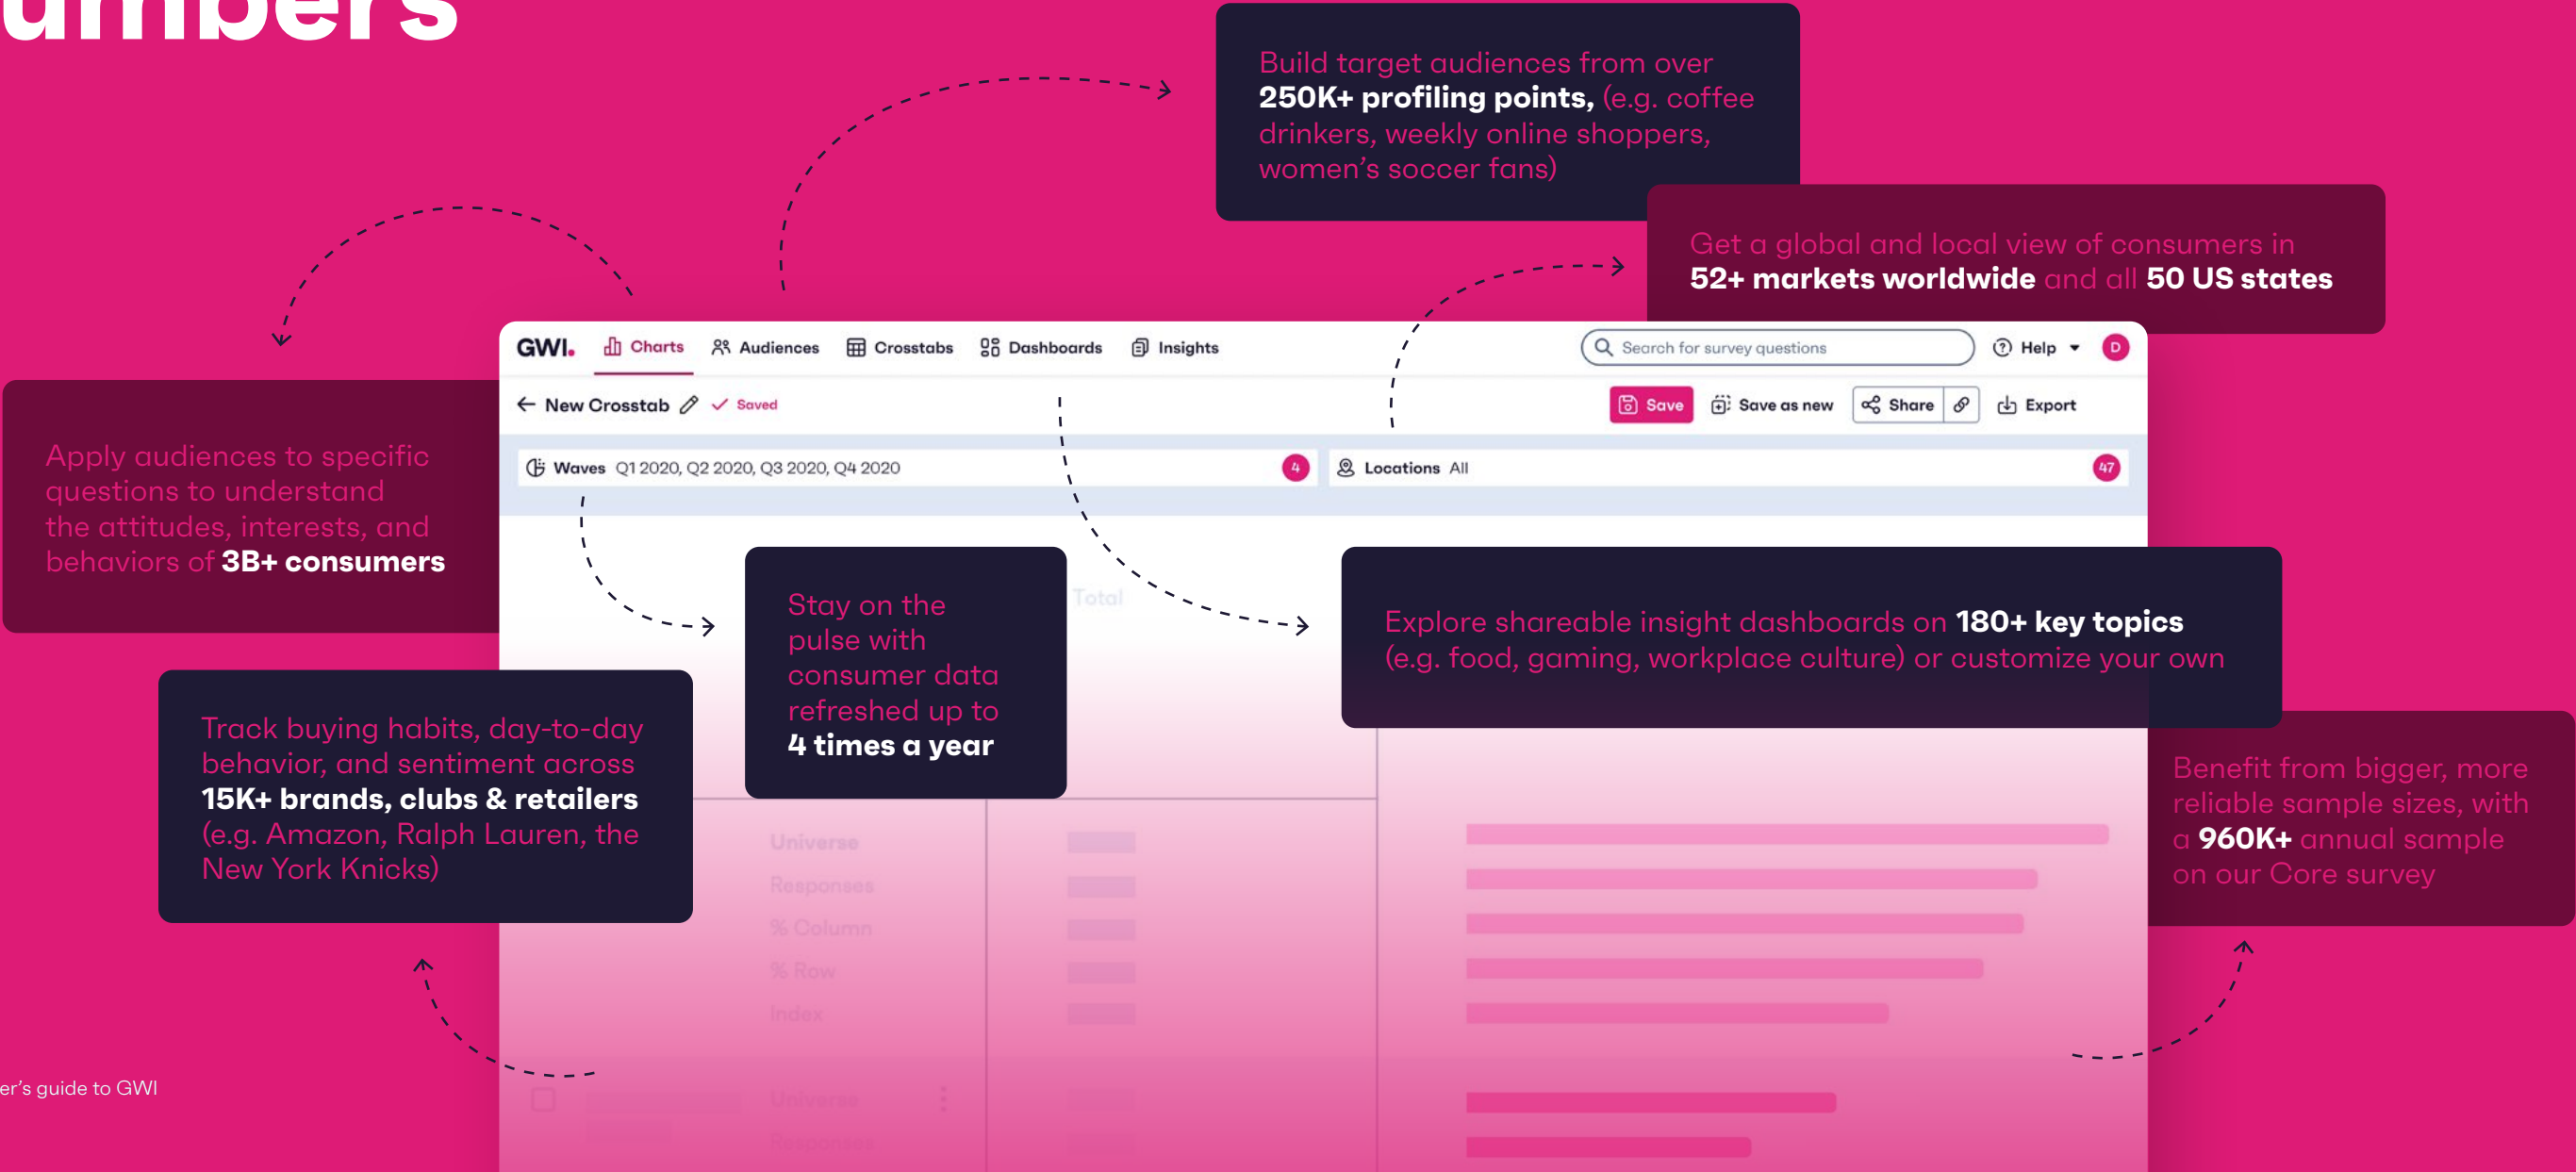 umbers
Build target audiences from over
250K+ profiling points, (e.g. coffee
drinkers, weekly online shoppers,
women's soccer fans)
Get a global and local view of consumers in
52+ markets worldwide and all 50 US states
GWI. Charts Audiences Crosstabs Dashboards Insights Search for survey questions Help D
New Crosstab Saved Save Save as new Share Export
Waves Q1 2020, Q2 2020, Q3 2020, Q4 2020 4 Locations All 47
Apply audiences to specific
questions to understand
the attitudes, interests, and
behaviors of 3B+ consumers
Stay on the
pulse with
consumer data
refreshed up to
4 times a year
Total
Explore shareable insight dashboards on 180+ key topics
(e.g. food, gaming, workplace culture) or customize your own
Track buying habits, day-to-day
behavior, and sentiment across
15K+ brands, clubs & retailers
(e.g. Amazon, Ralph Lauren, the
New York Knicks)
Benefit from bigger, more
reliable sample sizes, with
a 960K+ annual sample
on our Core survey
Universe
Responses
% Column
% Row
Index
Universe
Responses
er's guide to GWI